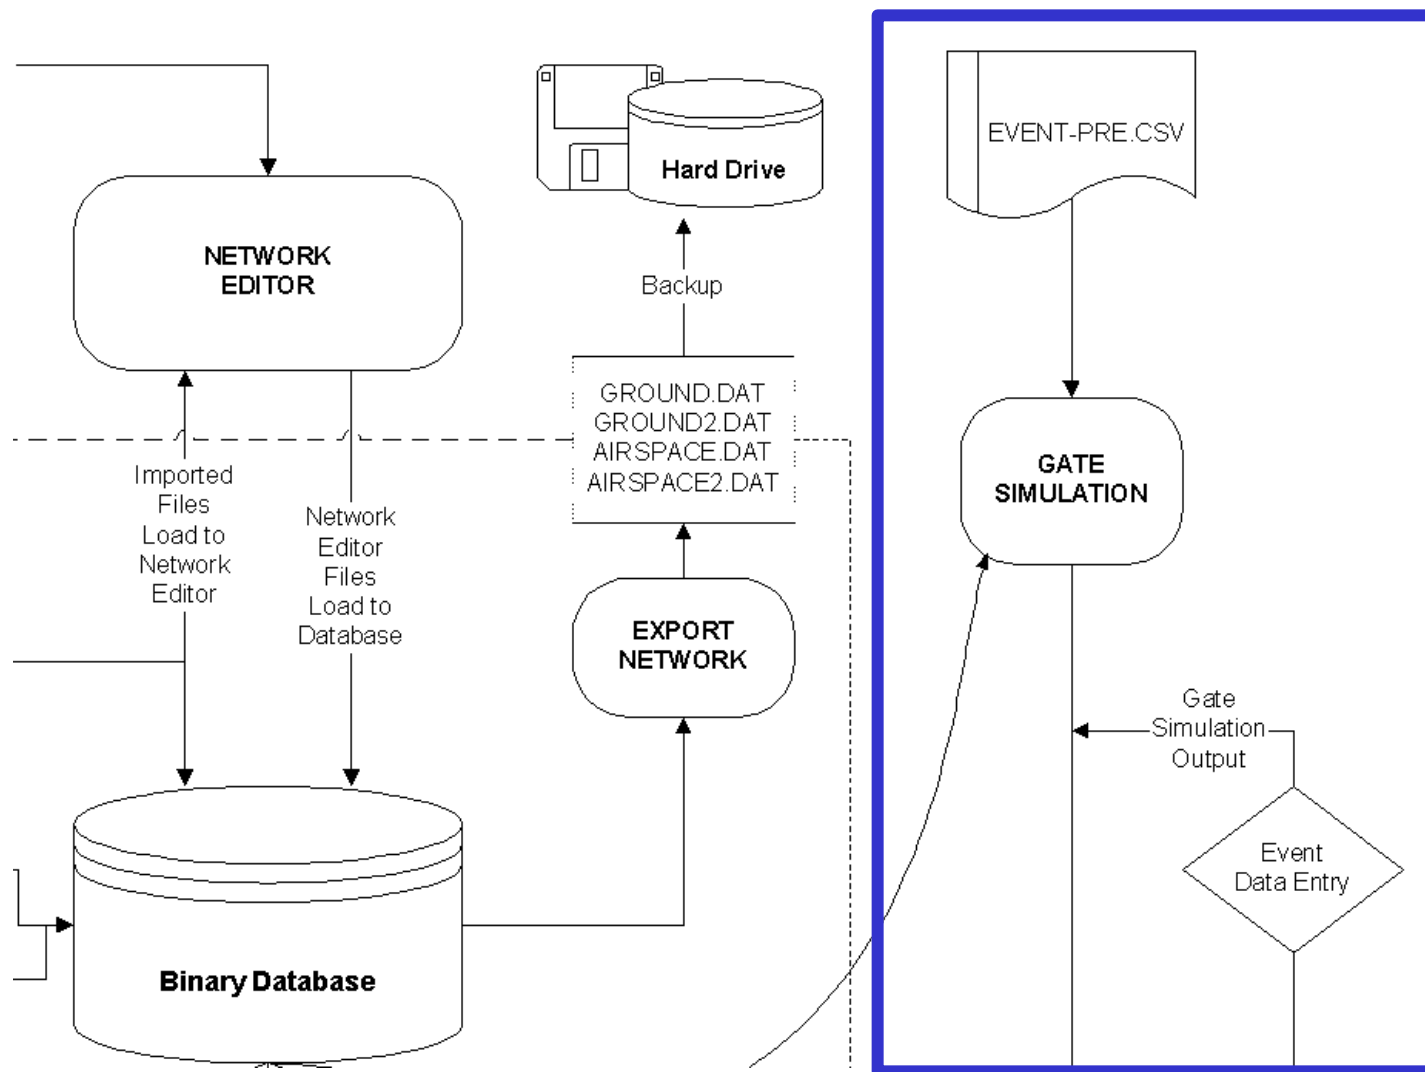 NETWORK
EDITOR
Hard Drive
EVENT-PRE.CSV
Backup
GROUND.DAT
GROUND2.DAT
AIRSPACE.DAT
AIRSPACE2.DAT
GATE
SIMULATION
Imported
Files
Load to
Network
Editor
Network
Editor
Files
Load to
Database
EXPORT
NETWORK
Gate
Simulation
Output
Event
Data Entry
Binary Database